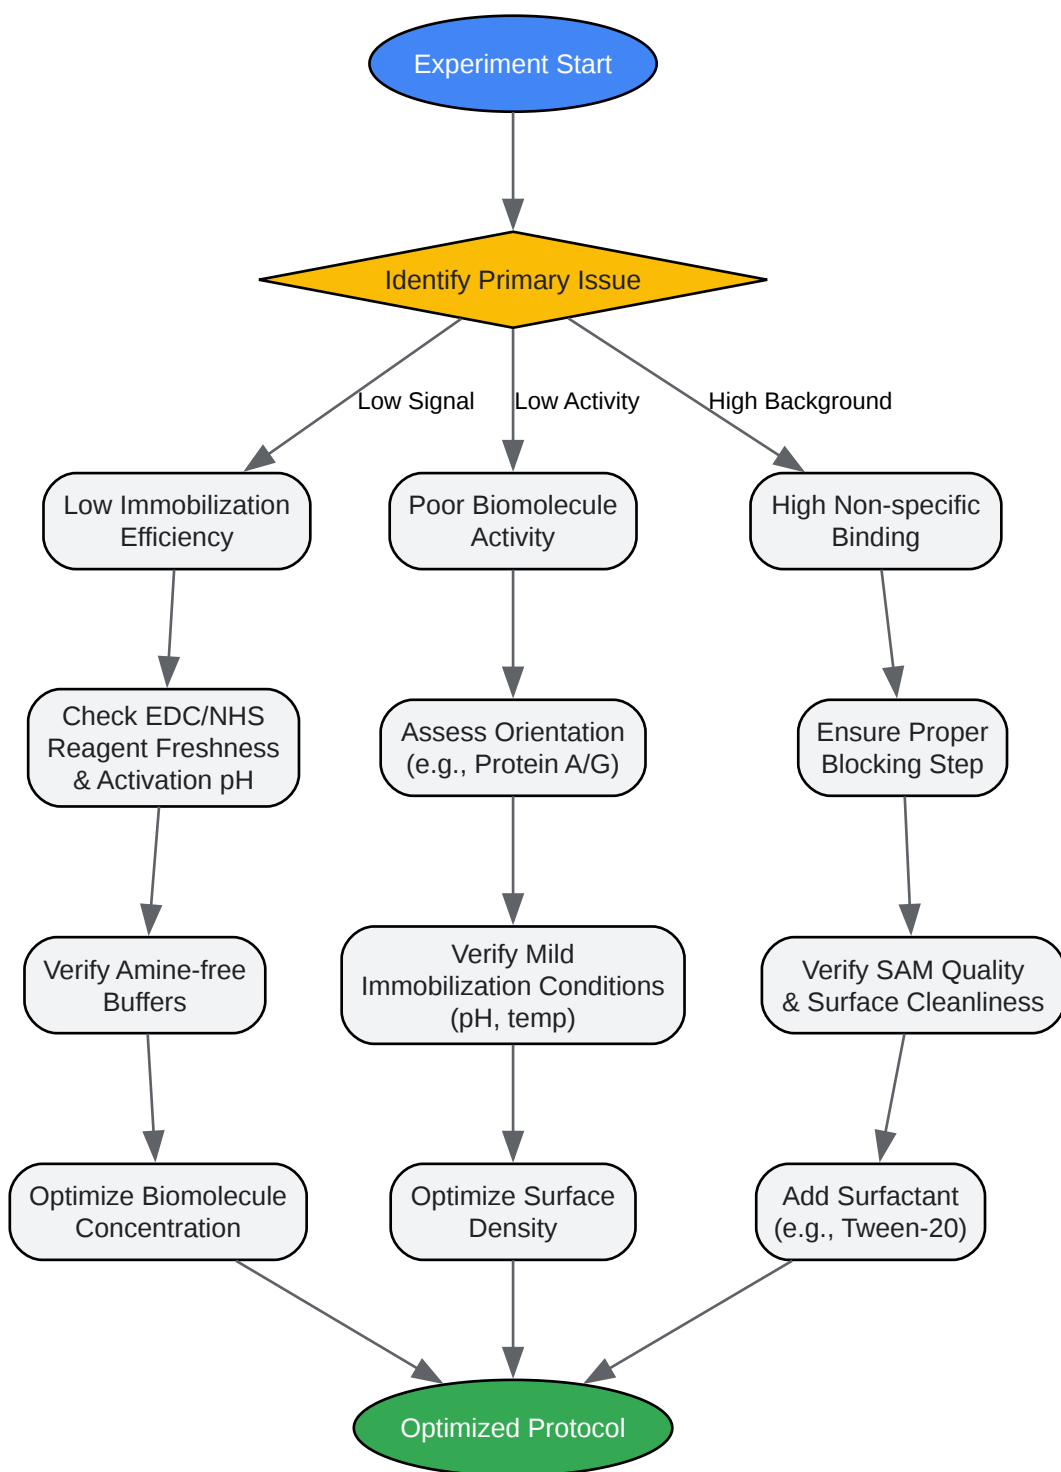 Experiment Start
Identify Primary Issue
Low Signal
Low Activity
High Background
Low Immobilization
Efficiency
Poor Biomolecule
Activity
High Non-specific
Binding
Check EDC/NHS
Reagent Freshness
& Activation pH
Assess Orientation
(e.g., Protein A/G)
Ensure Proper
Blocking Step
Verify Amine-free
Buffers
Verify Mild
Immobilization Conditions
(pH, temp)
Verify SAM Quality
& Surface Cleanliness
Optimize Biomolecule
Concentration
Optimize Surface
Density
Add Surfactant
(e.g., Tween-20)
Optimized Protocol